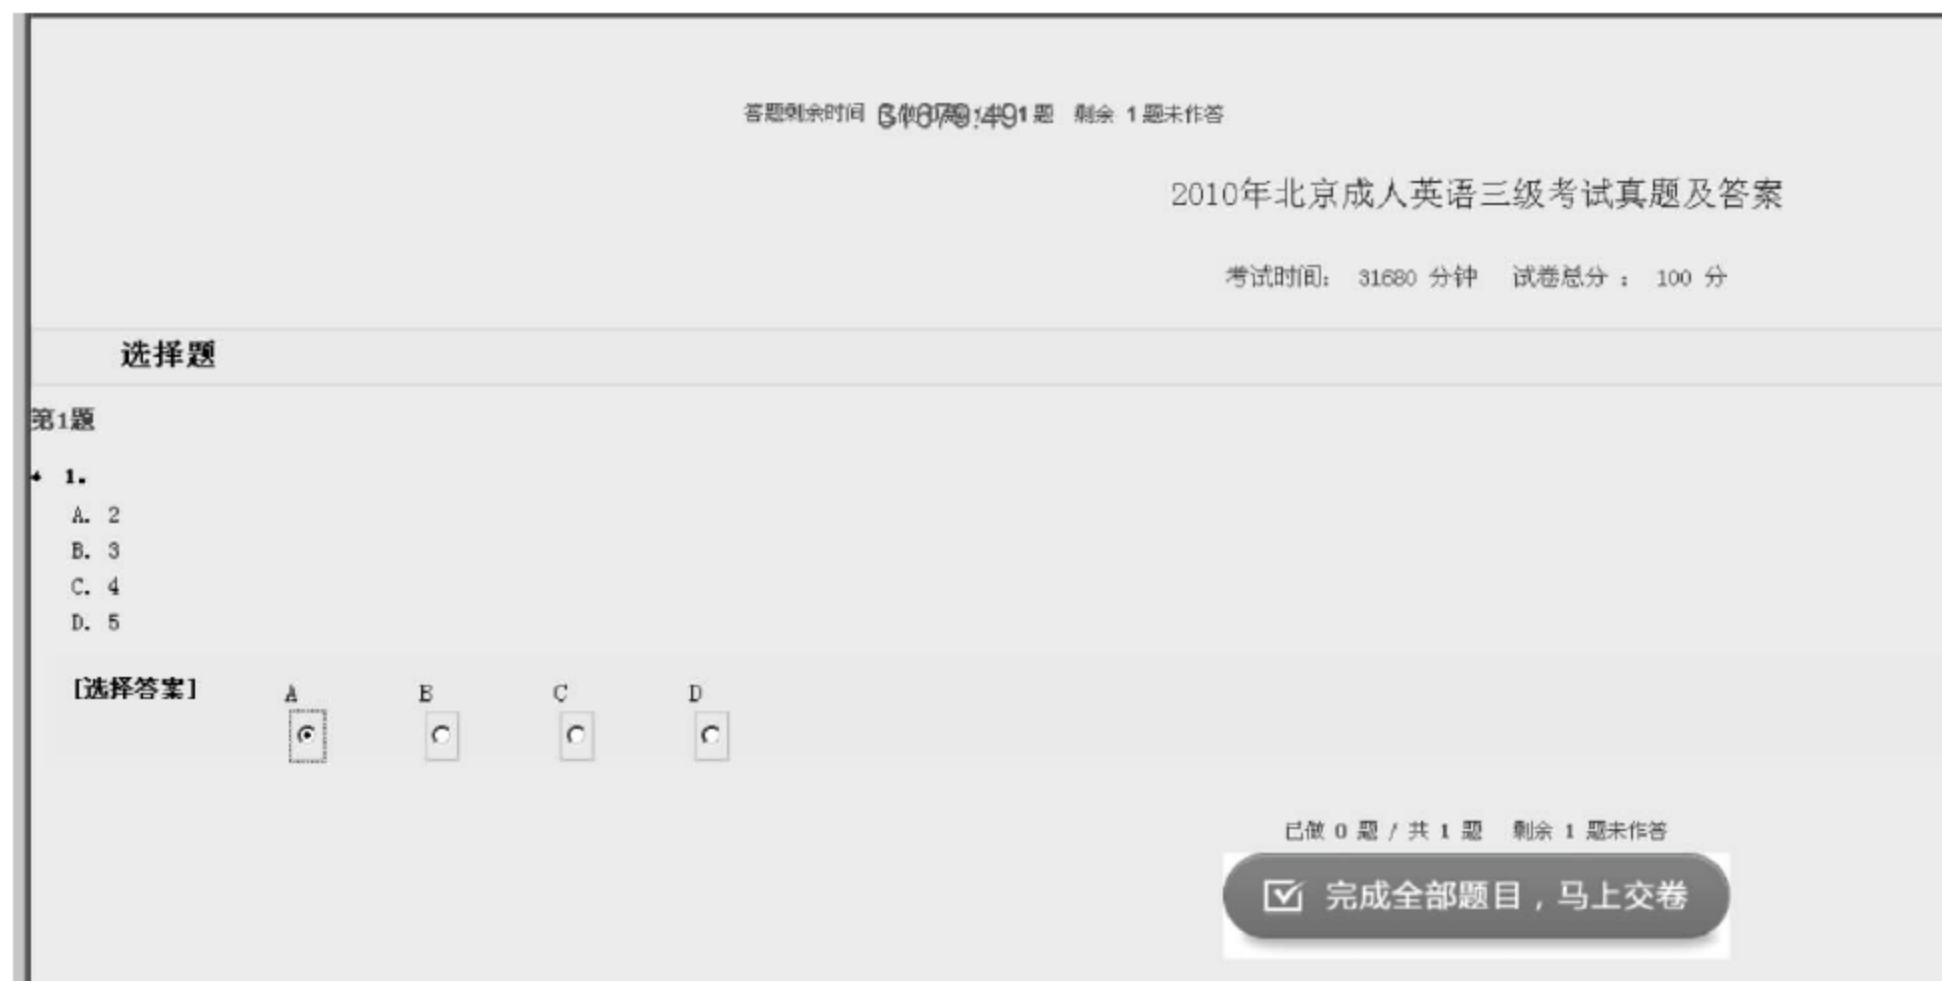 答题剩余时间 31679:49 1 题 剩余 1 题未作答
2010年北京成人英语三级考试真题及答案
考试时间： 31680 分钟 试卷总分 ： 100 分
选择题
第1题
1.
A. 2
B. 3
C. 4
D. 5
[选择答案] A B C D
已做 0 题 / 共 1 题 剩余 1 题未作答
完成全部题目，马上交卷